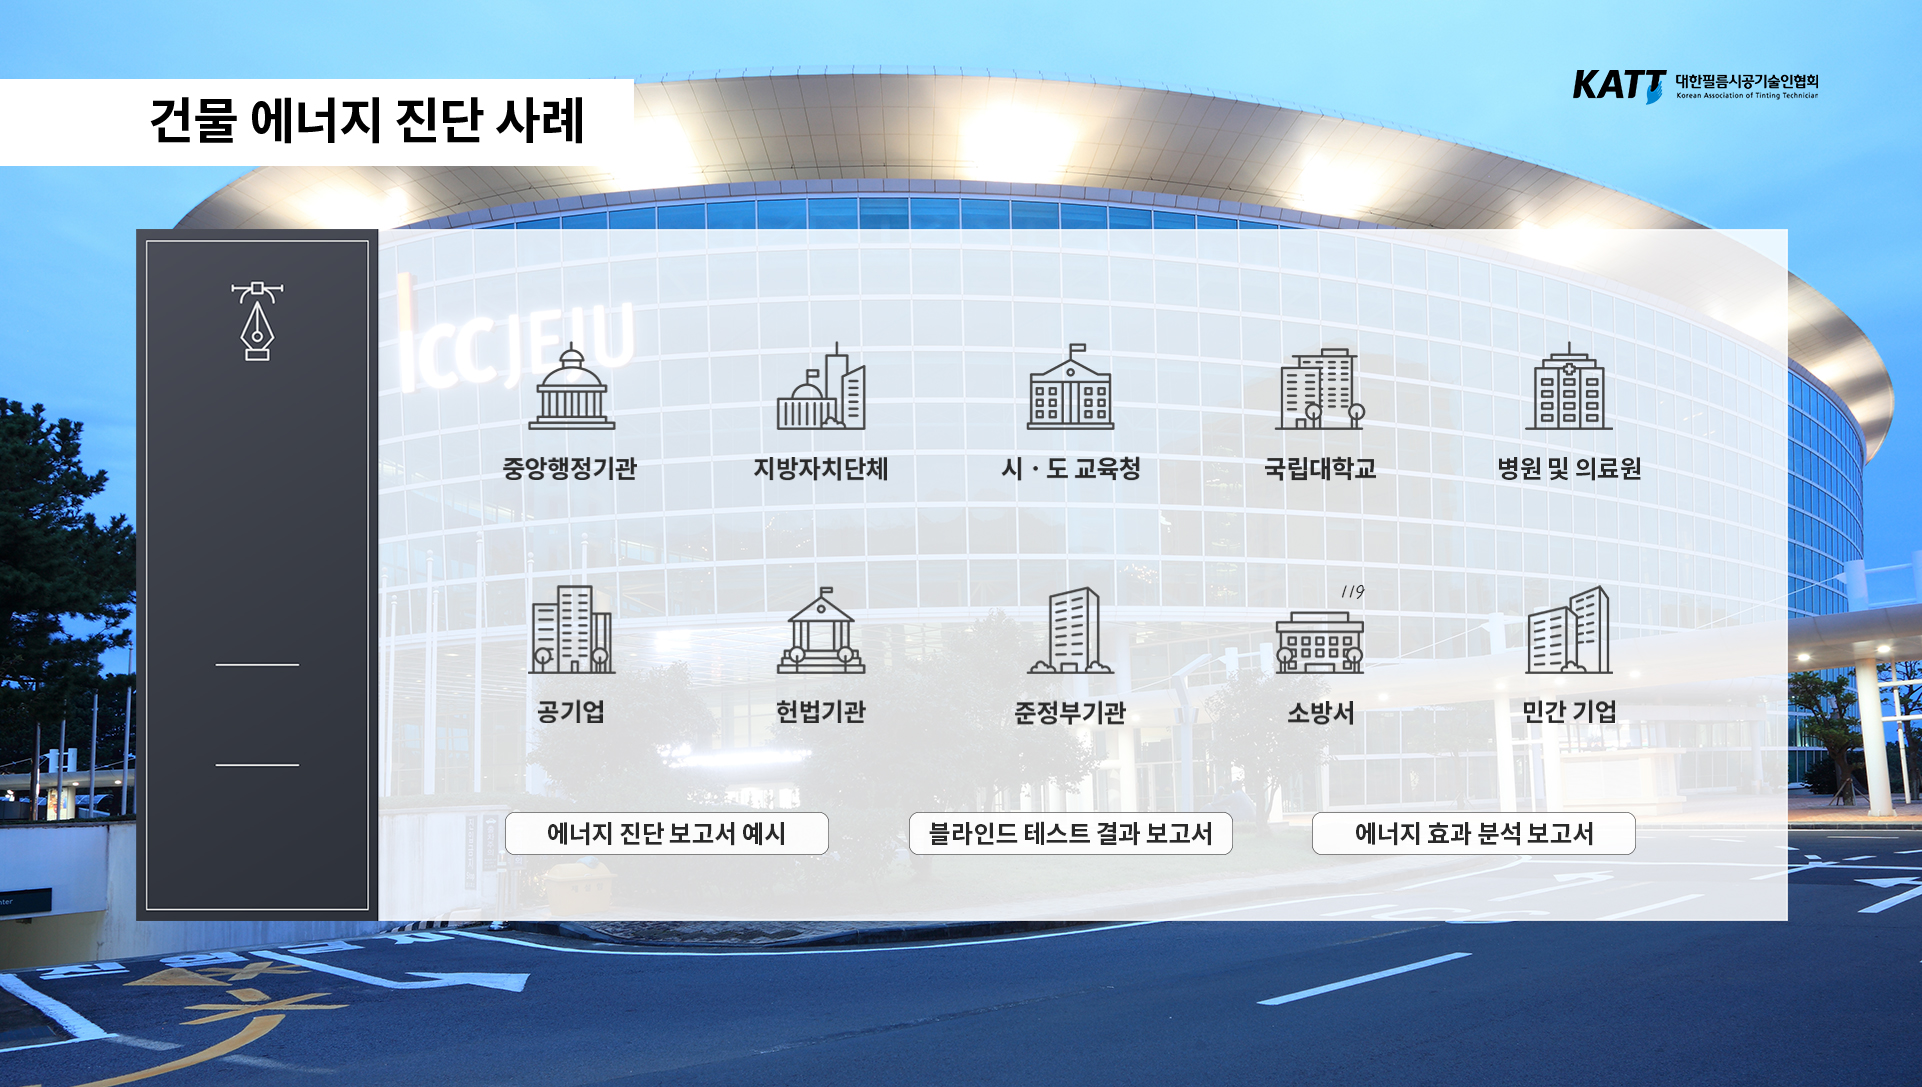 건물 에너지 진단 사례
KATT 대한필름시공기술인협회
Korean Association of Tinting Technician
ICC JEJU
중앙행정기관
지방자치단체
시 · 도 교육청
국립대학교
병원 및 의료원
119
공기업
헌법기관
준정부기관
소방서
민간 기업
에너지 진단 보고서 예시
블라인드 테스트 결과 보고서
에너지 효과 분석 보고서